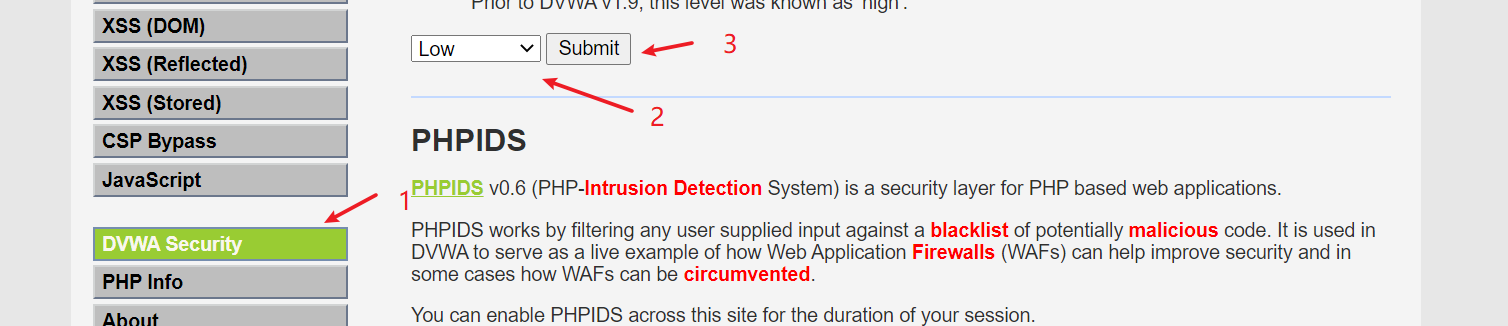 Prior to DVWA v1.9, this level was known as 'high'.
XSS (DOM)
XSS (Reflected)
XSS (Stored)
CSP Bypass
JavaScript
DVWA Security
PHP Info
About
Low
Submit
3
2
1
PHPIDS
PHPIDS v0.6 (PHP-Intrusion Detection System) is a security layer for PHP based web applications.
PHPIDS works by filtering any user supplied input against a blacklist of potentially malicious code. It is used in
DVWA to serve as a live example of how Web Application Firewalls (WAFs) can help improve security and in
some cases how WAFs can be circumvented.
You can enable PHPIDS across this site for the duration of your session.